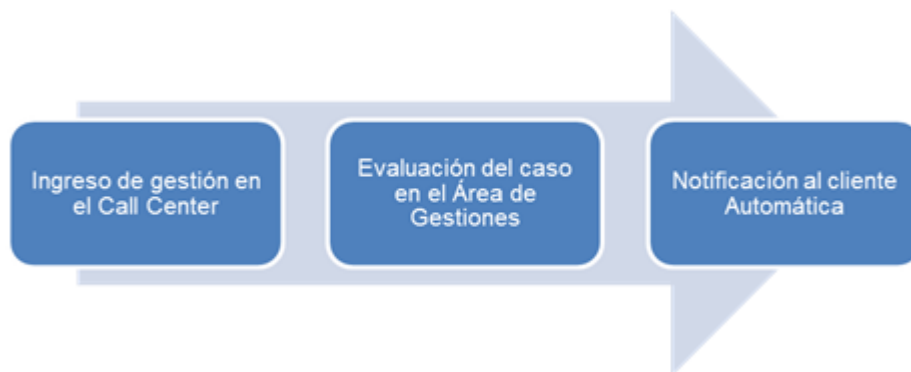 Ingreso de gestión en
el Call Center
Evaluación del caso
en el Área de
Gestiones
Notificación al cliente
Automática